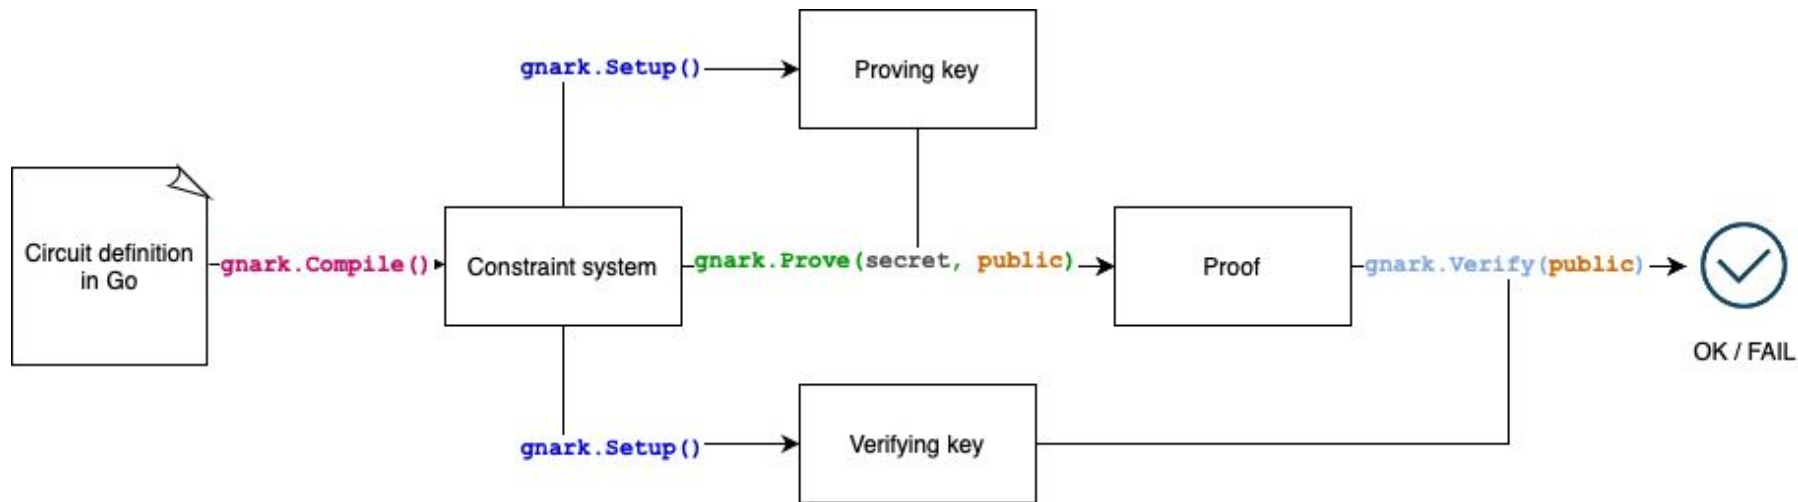 gnark.Setup()
Proving key
Circuit definition
in Go
gnark.Compile()
Constraint system
gnark.Prove(secret, public)
Proof
gnark.Verify(public)
OK / FAIL
gnark.Setup()
Verifying key